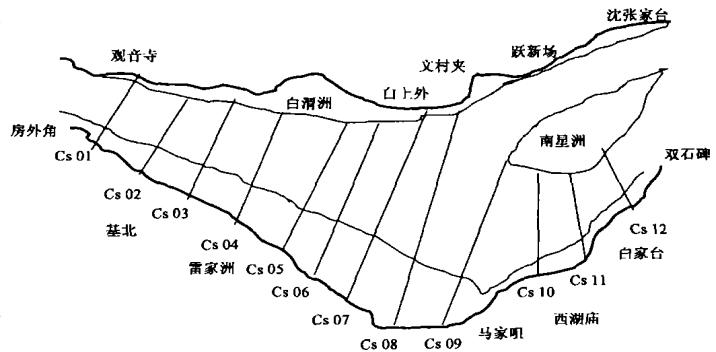 沈张家台
跃新场
文村夹
观音寺
臼上外
白渭洲
南星洲
房外角
双石碑
Cs 01
Cs 02
Cs 03
Cs 04
Cs 05
Cs 06
Cs 07
Cs 08
Cs 09
Cs 10
Cs 11
Cs 12
基北
雷家洲
白家台
西湖庙
马家呗